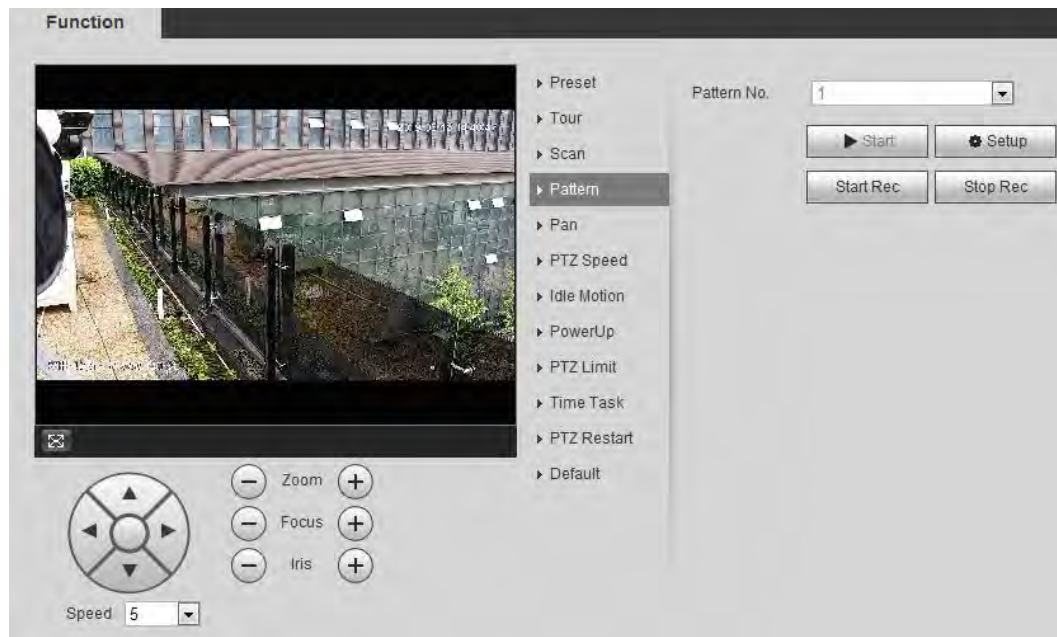 Function
Preset
Tour
Scan
Pattern
Pan
PTZ Speed
Idle Motion
PowerUp
PTZ Limit
Time Task
PTZ Restart
Default
Pattern No. 1
Start Setup
Start Rec Stop Rec
Zoom
Focus
Iris
Speed 5